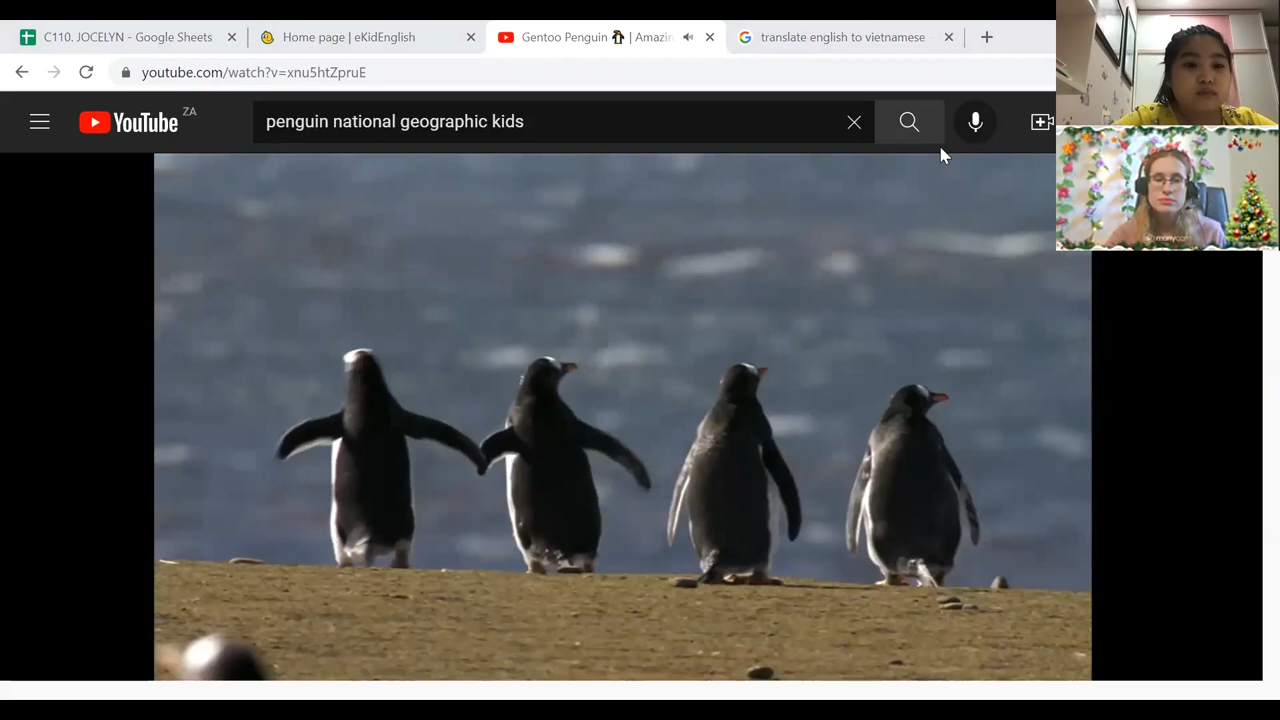 C110. JOCELYN - Google Sheets
Home page | eKidEnglish
Gentoo Penguin 🐧 | Amazin
translate english to vietnamese
youtube.com/watch?v=xnu5htZpruE
YouTube ZA
penguin national geographic kids